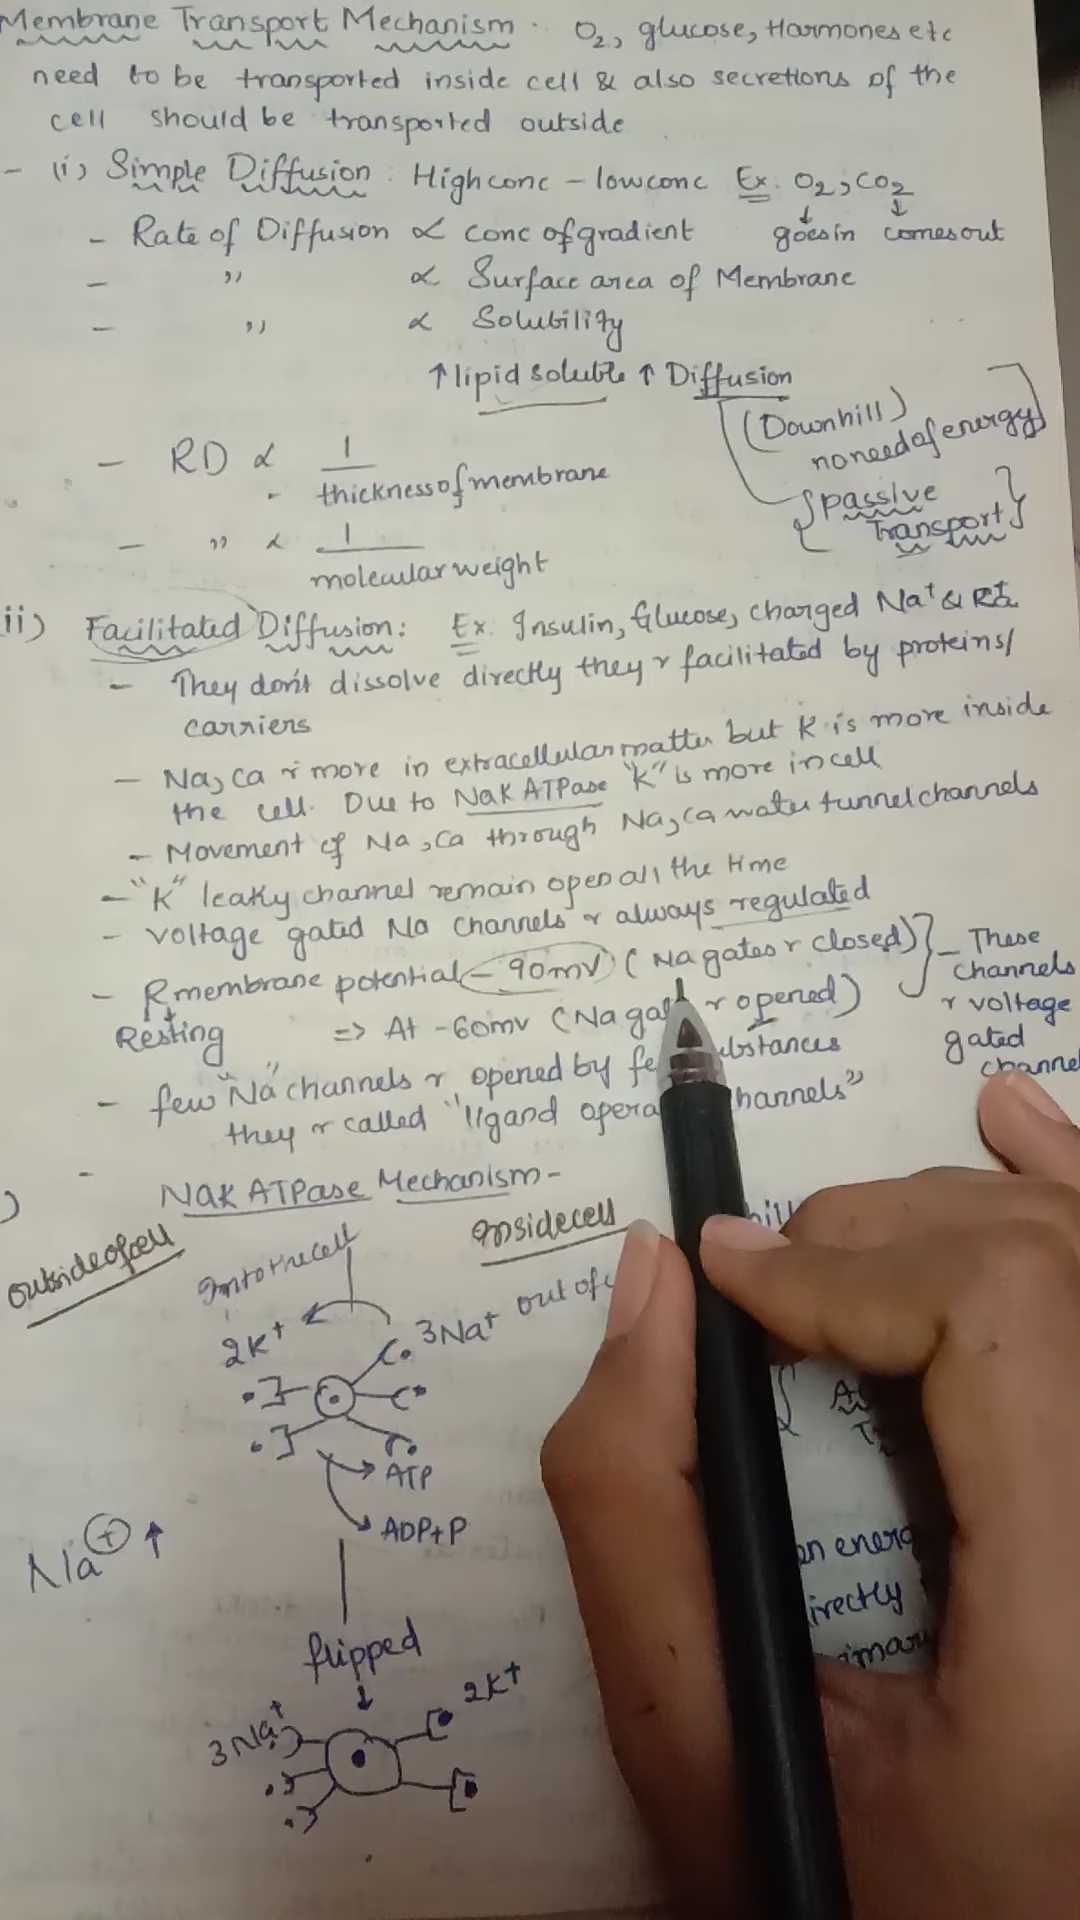 Membrane Transport Mechanism - O2, glucose, Harmones etc
need to be transported inside cell & also secretions of the
cell should be transported outside
- (i) Simple Diffusion : High conc - low conc Ex: O2, CO2
goes in comes out
- Rate of Diffusion ∝ conc of gradient
- " ∝ Surface area of Membrane
- " ∝ Solubility
↑ lipid soluble ↑ Diffusion
(Downhill)
no need of energy
{Passive
Transport}
- RD ∝ 1
thickness of membrane
- " ∝ 1
molecular weight
ii) Facilitated Diffusion: Ex: Insulin, Glucose, charged Na+ &
- They don't dissolve directly they r facilitated by proteins/
carriers
- Na, Ca r more in extracellular matter but K is more inside
the cell. Due to NaK ATPase "K" is more in cell
- Movement of Na, Ca through Na, Ca water tunnel channels
- "K" leaky channel remain open all the time
- voltage gated Na channels r always regulated
- R membrane potential - 90mV (Na gates r closed)
Resting
=> At -60mv (Na r opened)
} - These
channels
r voltage
gated
channe
- few "Na" channels r opened by
they r called "ligand
- NaK ATPase Mechanism -
outside of cell
Into the cell
Inside cell
2K+
3Na+ out of
ATP
ADP+P
Na+ ↑
flipped
↓
3Na+
2K+